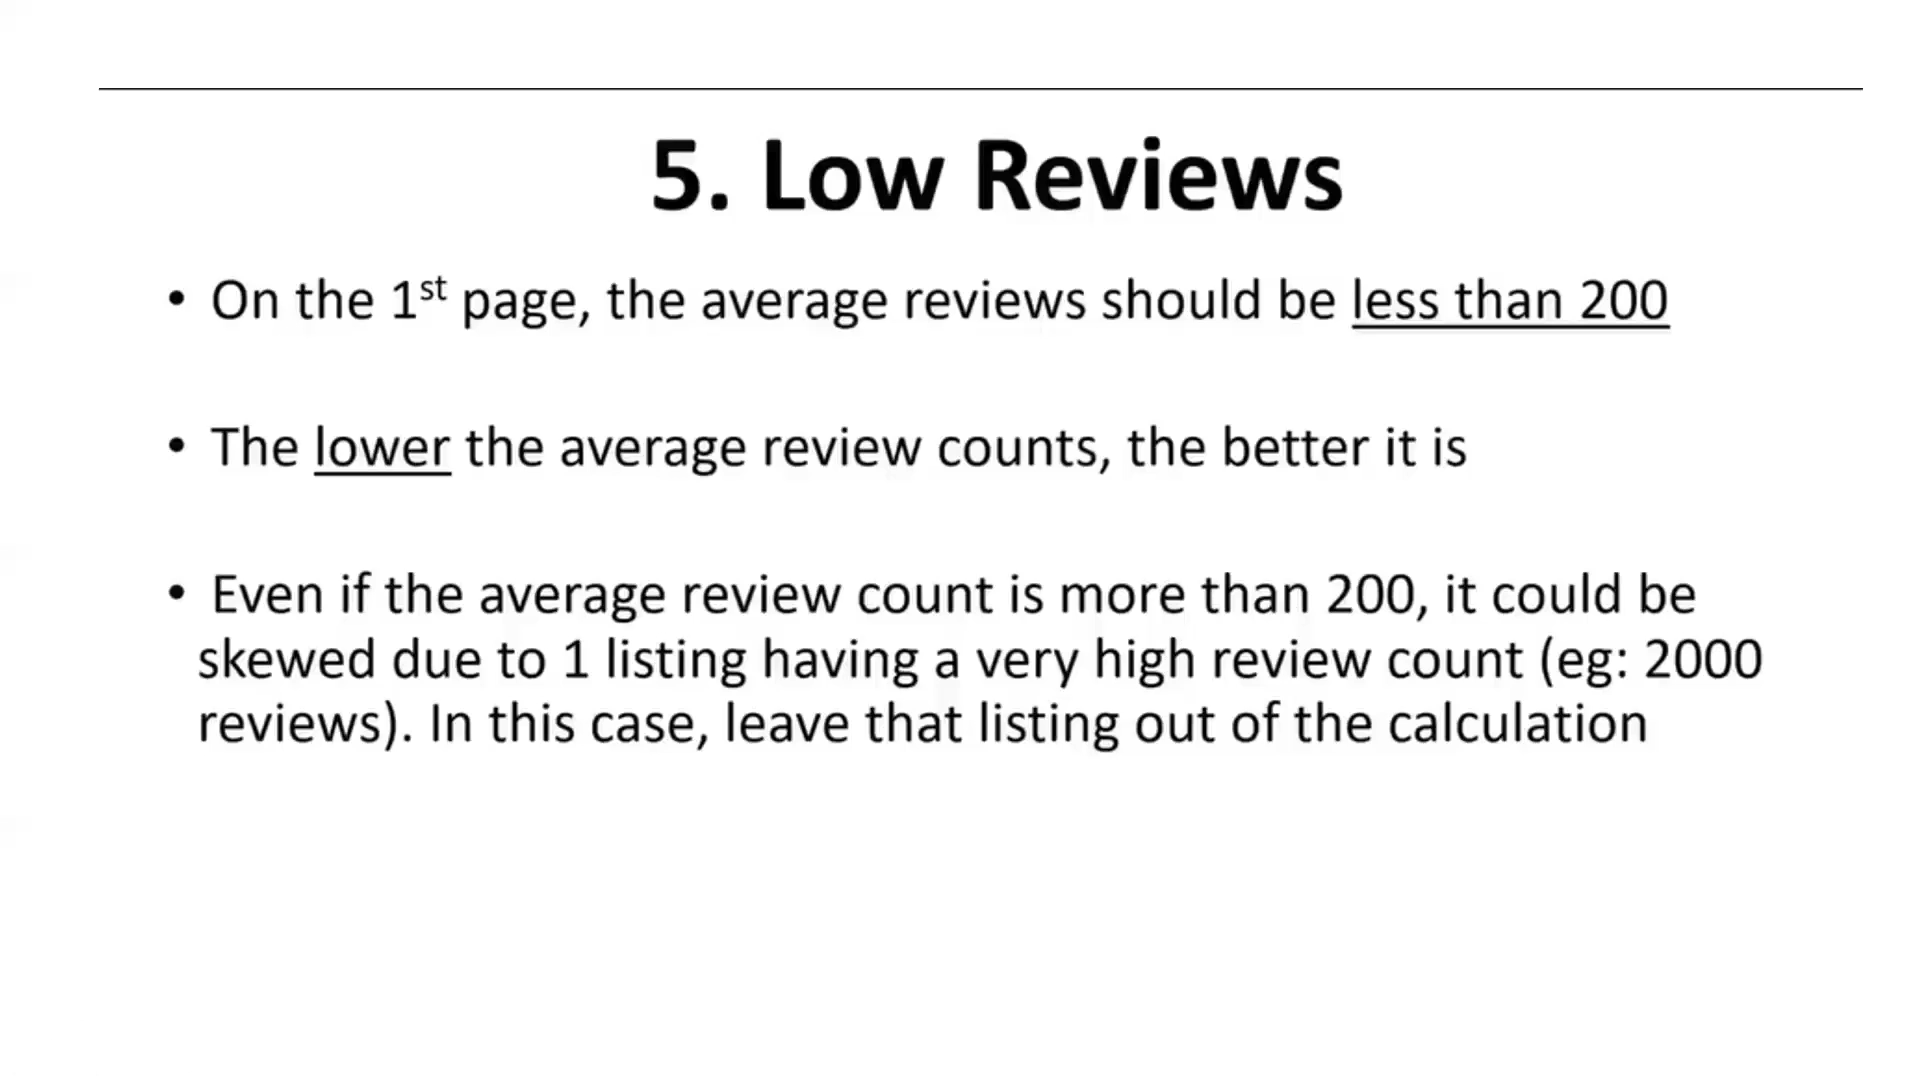 5. Low Reviews
• On the 1st page, the average reviews should be less than 200
• The lower the average review counts, the better it is
• Even if the average review count is more than 200, it could be
skewed due to 1 listing having a very high review count (eg: 2000
reviews). In this case, leave that listing out of the calculation